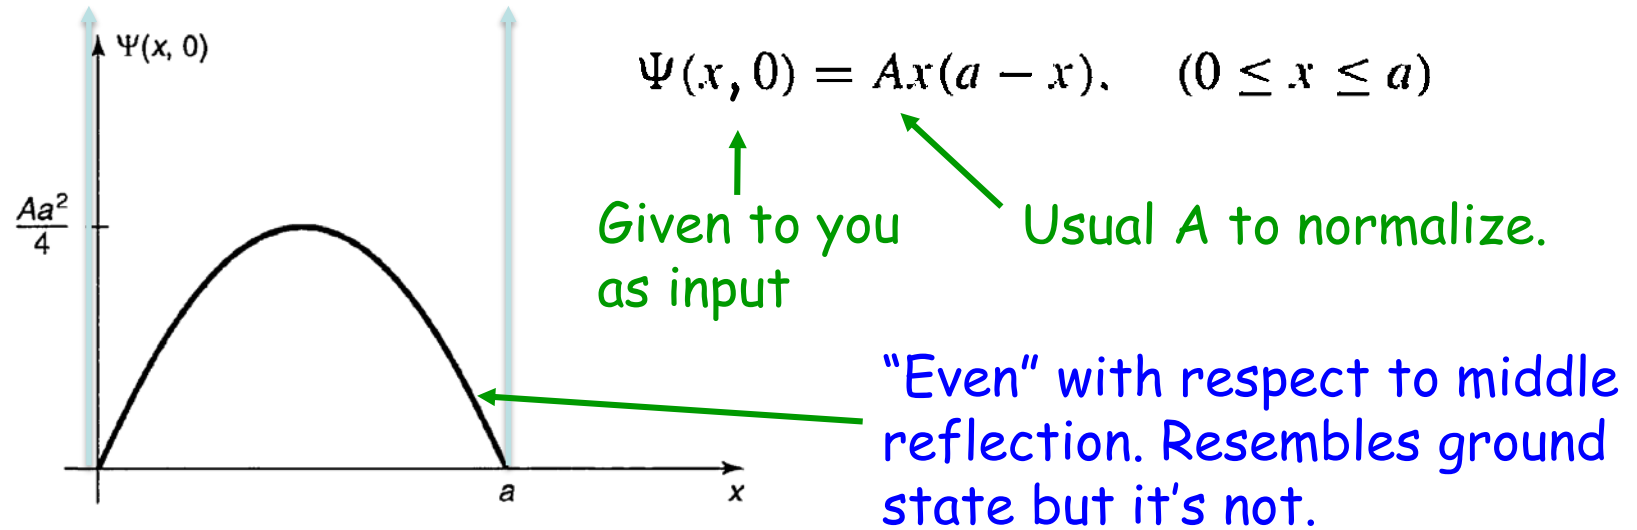 Ψ(x, 0)
Aa²
4
a
x
Ψ(x, 0) = Ax(a − x). (0 ≤ x ≤ a)
Given to you
as input
Usual A to normalize.
“Even” with respect to middle
reflection. Resembles ground
state but it’s not.